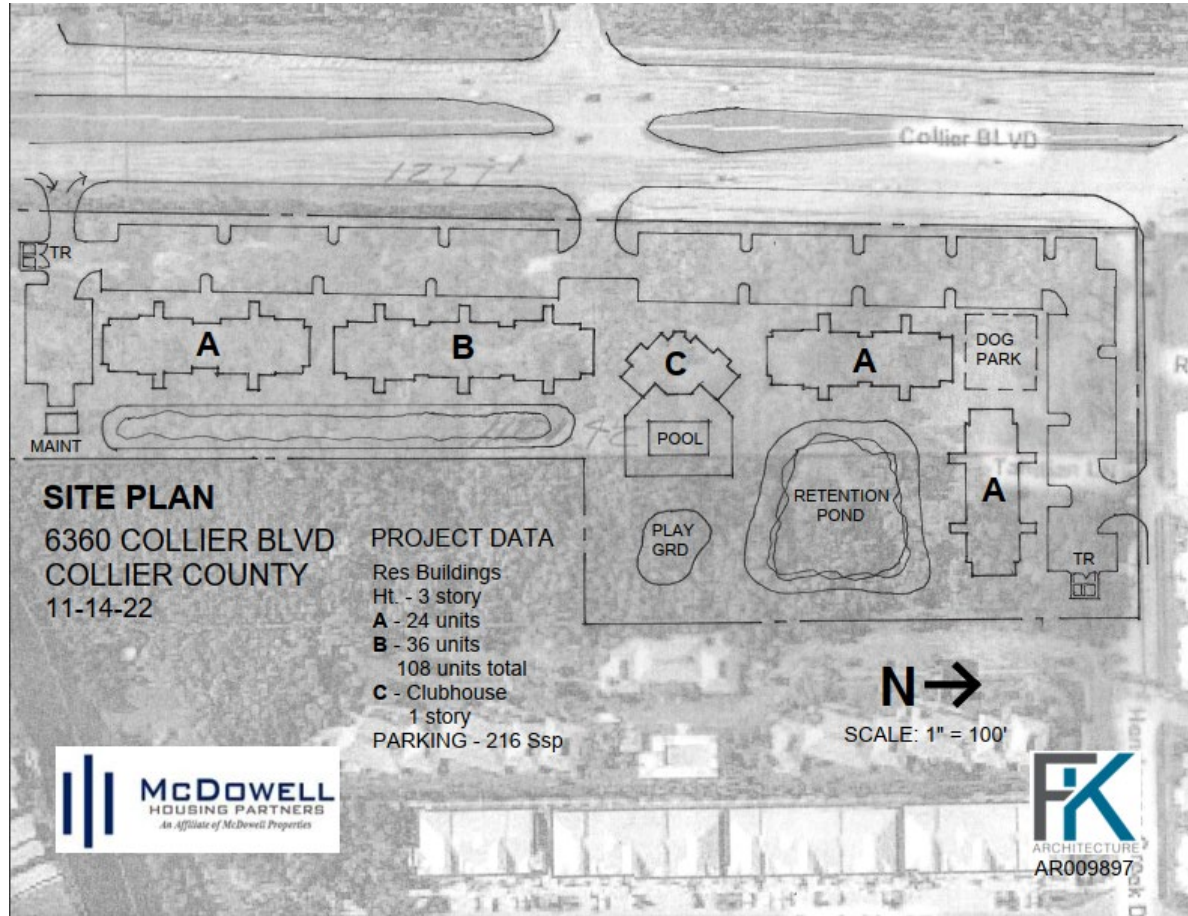 Collier BLVD
1277'
TR
A
B
C
A
DOG
PARK
MAINT
POOL
A
RETENTION
POND
PLAY
GRD
TR
SITE PLAN
6360 COLLIER BLVD
COLLIER COUNTY
11-14-22
PROJECT DATA
Res Buildings
Ht. - 3 story
A - 24 units
B - 36 units
108 units total
C - Clubhouse
1 story
PARKING - 216 Ssp
N
SCALE: 1" = 100'
McDOWELL
HOUSING PARTNERS
An Affiliate of McDowell Properties
FK
ARCHITECTURE
AR009897